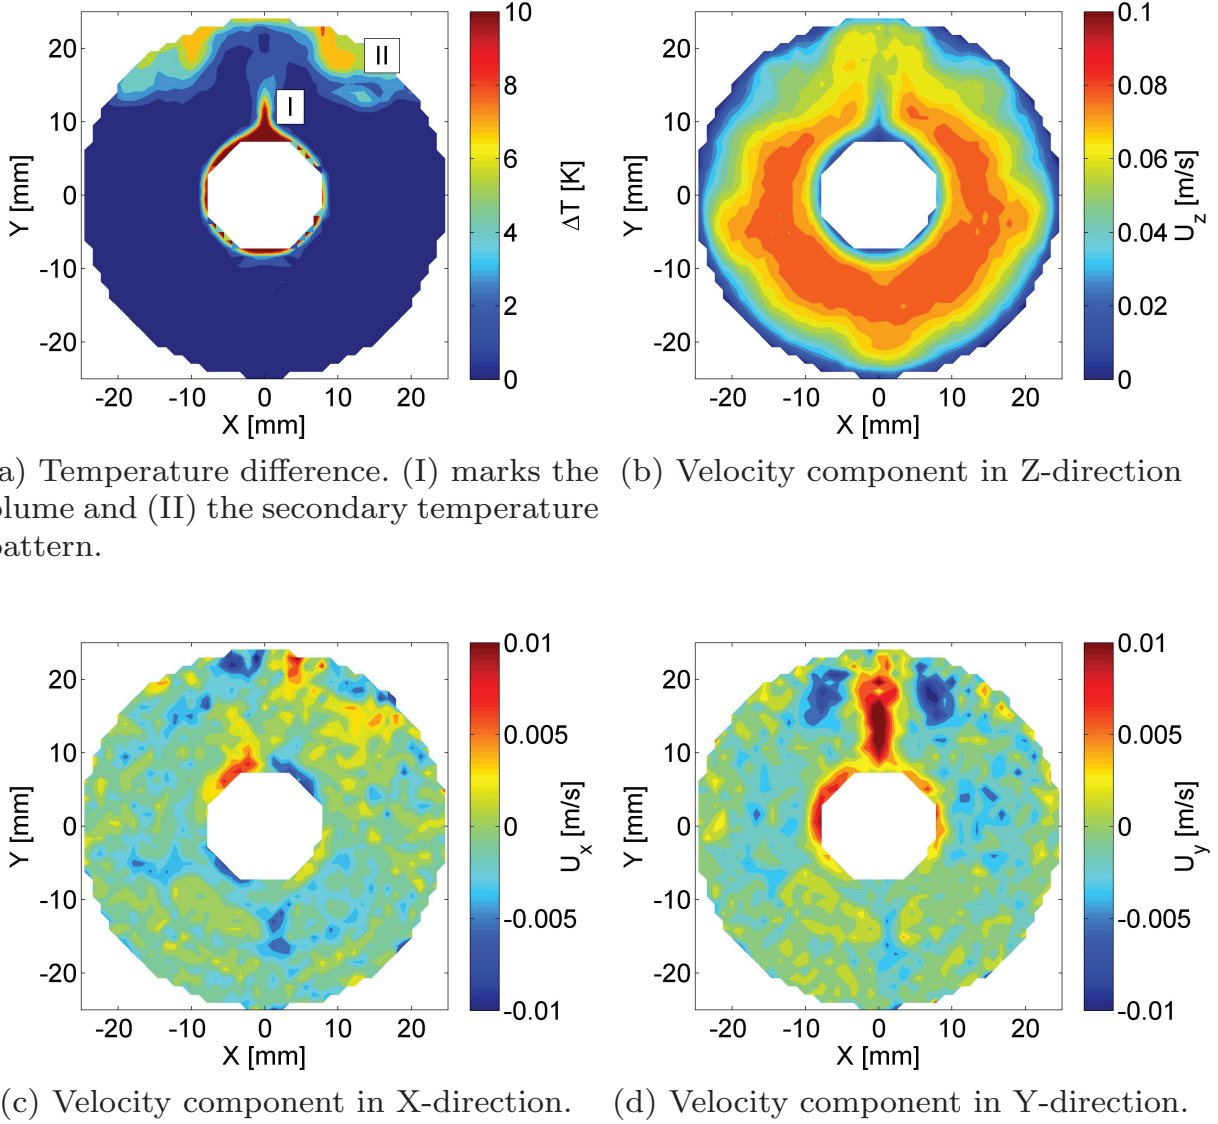 20
10
0
-10
-20
Y [mm]
-20 -10 0 10 20
X [mm]
I
II
10
8
6
4
2
0
ΔT [K]
20
10
0
-10
-20
Y [mm]
-20 -10 0 10 20
X [mm]
0.1
0.08
0.06
0.04
0.02
0
U_z [m/s]
a) Temperature difference. (I) marks the
plume and (II) the secondary temperature
pattern.
(b) Velocity component in Z-direction
20
10
0
-10
-20
Y [mm]
-20 -10 0 10 20
X [mm]
0.01
0.005
0
-0.005
-0.01
U_x [m/s]
20
10
0
-10
-20
Y [mm]
-20 -10 0 10 20
X [mm]
0.01
0.005
0
-0.005
-0.01
U_y [m/s]
(c) Velocity component in X-direction.
(d) Velocity component in Y-direction.